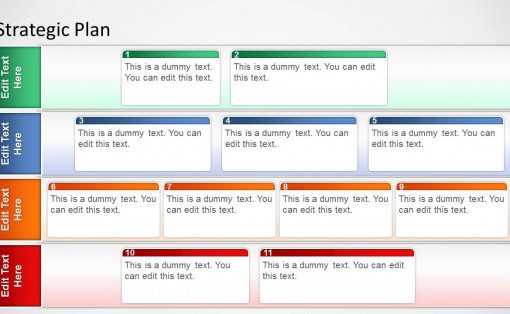 Strategic Plan
Edit Text
Here
1
This is a dummy text.
You can edit this text.
2
This is a dummy text. You can edit
this text.
Edit Text
Here
3
This is a dummy text. You can
edit this text.
4
This is a dummy text. You can
edit this text.
5
This is a dummy text. You can
edit this text.
Edit Text
Here
6
This is a dummy text. You
can edit this text.
7
This is a dummy text. You
can edit this text.
8
This is a dummy text. You
can edit this text.
9
This is a dummy text. You
can edit this text.
Edit Text
Here
10
This is a dummy text. You
can edit this text.
11
This is a dummy text. You can edit
this text.